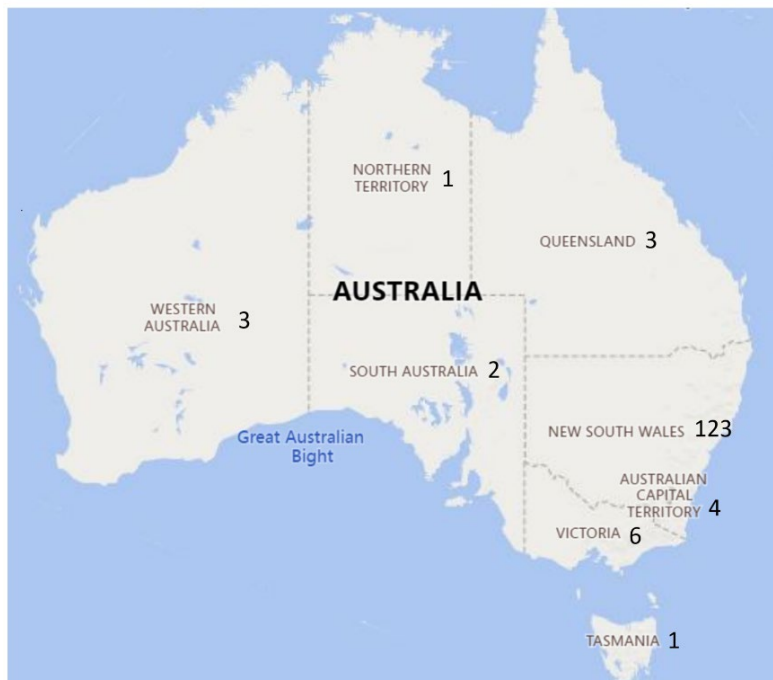 NORTHERN
TERRITORY 1
QUEENSLAND 3
AUSTRALIA
WESTERN
AUSTRALIA 3
SOUTH AUSTRALIA 2
NEW SOUTH WALES 123
Great Australian
Bight
AUSTRALIAN
CAPITAL
TERRITORY 4
VICTORIA 6
TASMANIA 1